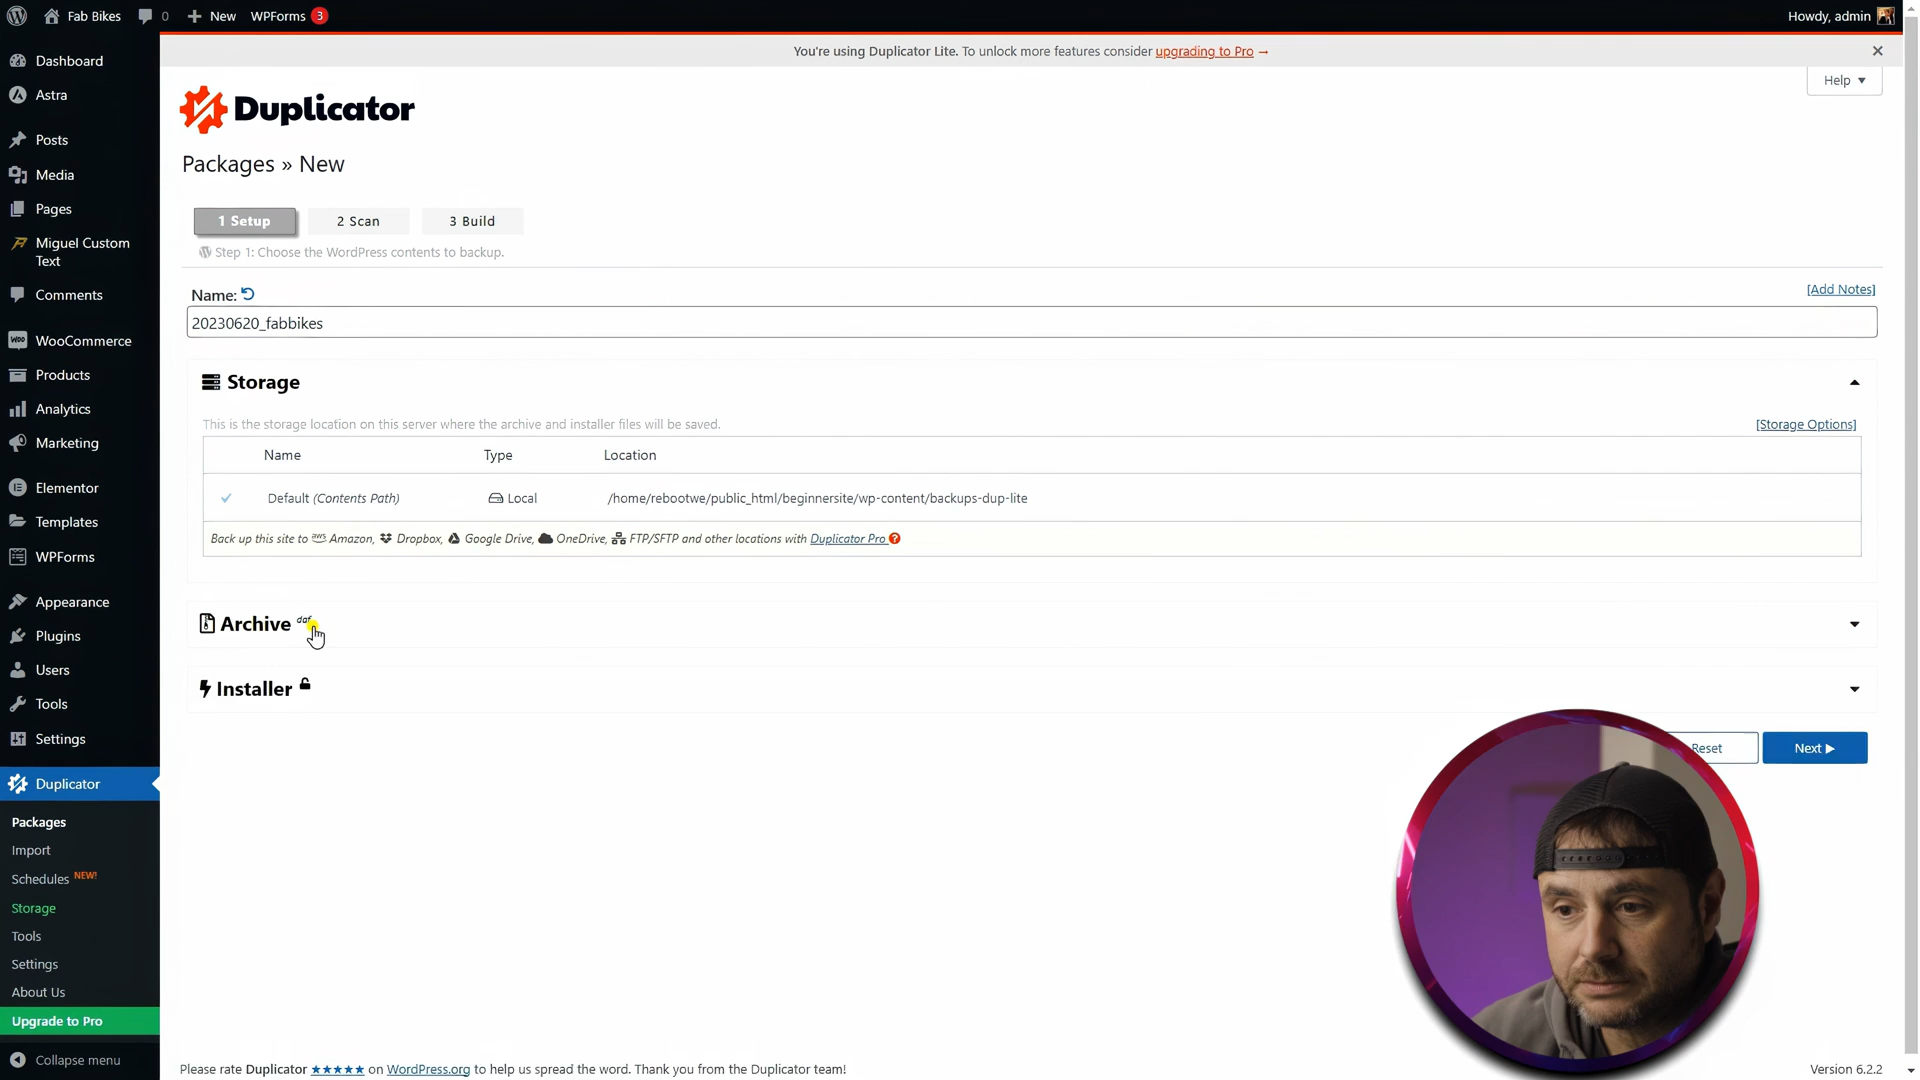 Fab Bikes
0
New
WPForms 3
Howdy, admin
Dashboard
Astra
Posts
Media
Pages
Miguel Custom
Text
Comments
WooCommerce
Products
Analytics
Marketing
Elementor
Templates
WPForms
Appearance
Plugins
Users
Tools
Settings
Duplicator
Packages
Import
Schedules NEW!
Storage
Tools
Settings
About Us
Upgrade to Pro
Collapse menu
You're using Duplicator Lite. To unlock more features consider upgrading to Pro →
Help
Duplicator
Packages » New
1 Setup
2 Scan
3 Build
Step 1: Choose the WordPress contents to backup.
Name:
[Add Notes]
20230620_fabbikes
Storage
This is the storage location on this server where the archive and installer files will be saved.
[Storage Options]
Name Type Location
Default (Contents Path) Local /home/rebootwe/public_html/beginnersite/wp-content/backups-dup-lite
Back up this site to aws Amazon, Dropbox, Google Drive, OneDrive, FTP/SFTP and other locations with Duplicator Pro ?
Archive daf
Installer
Reset
Next
Please rate Duplicator ★★★★★ on WordPress.org to help us spread the word. Thank you from the Duplicator team!
Version 6.2.2